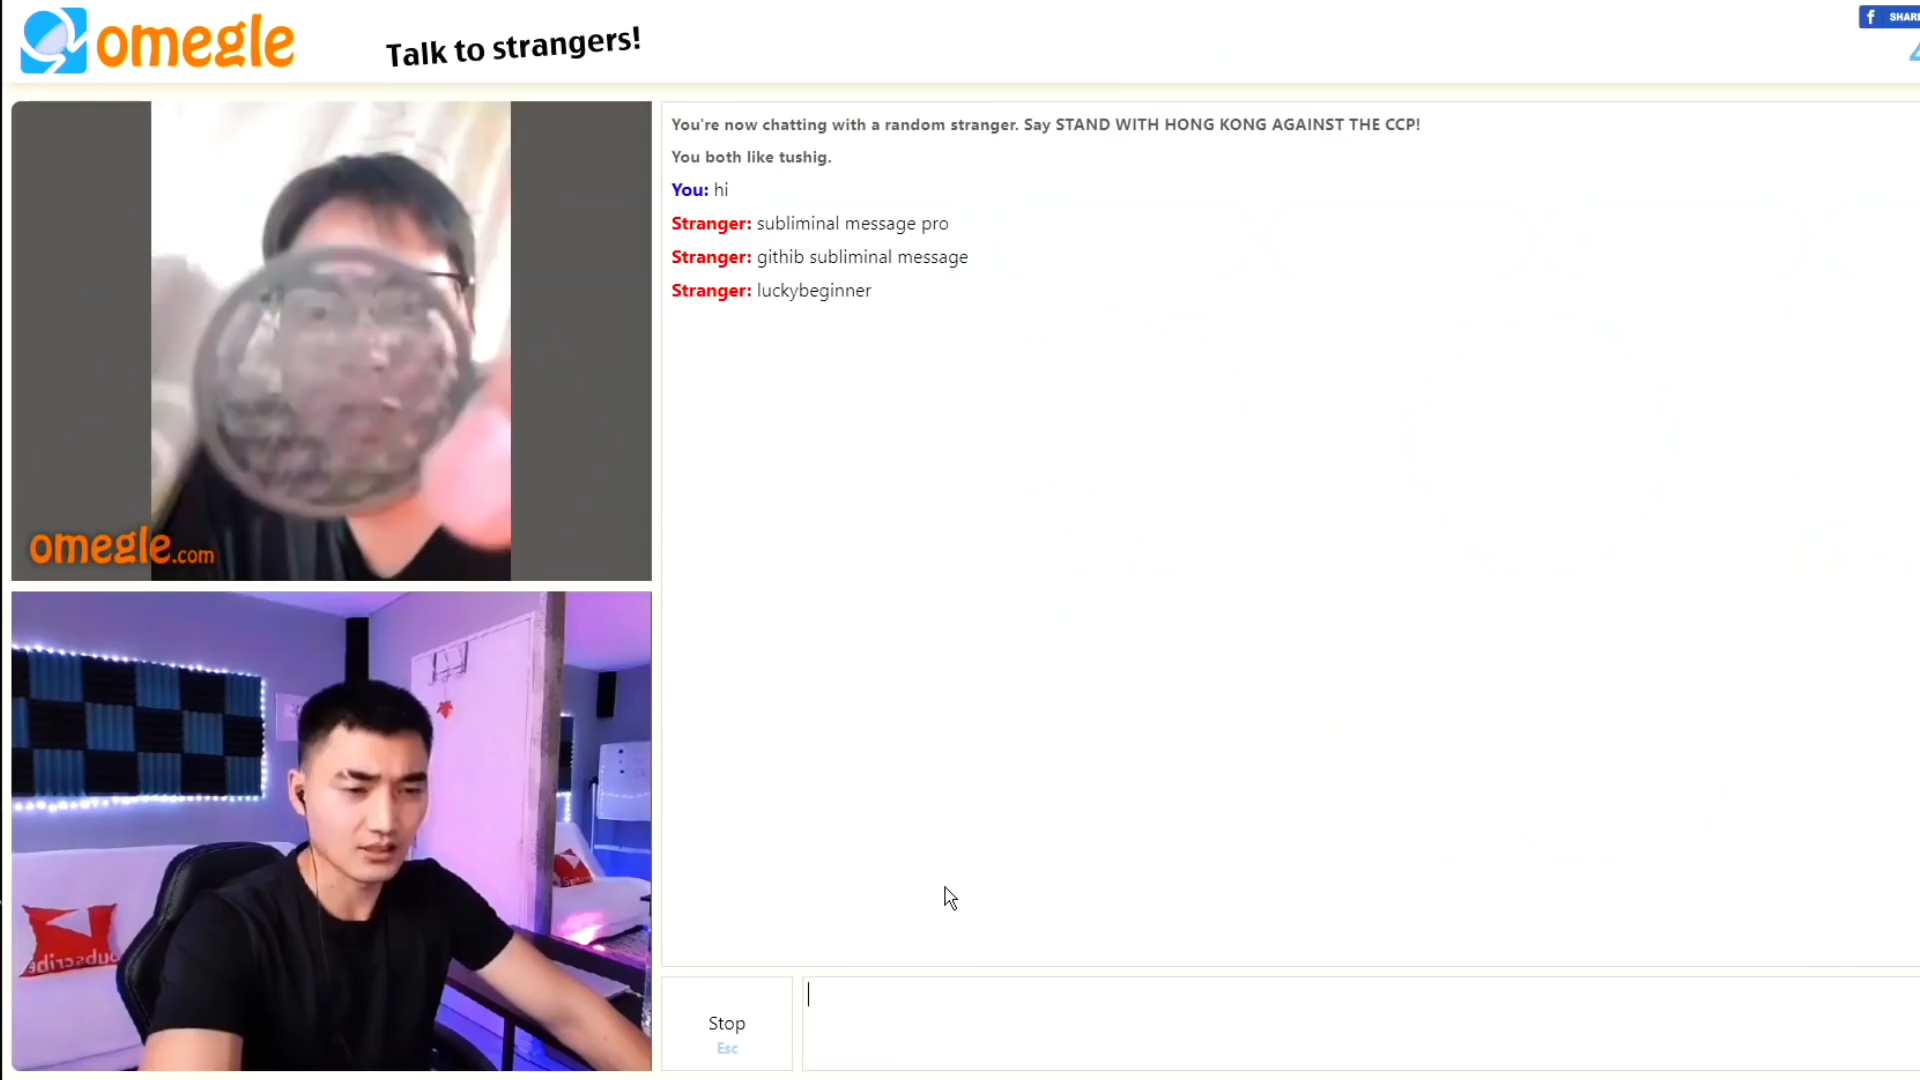 omegle
Talk to strangers!
f SHARE
You're now chatting with a random stranger. Say STAND WITH HONG KONG AGAINST THE CCP!
You both like tushig.
You: hi
Stranger: subliminal message pro
Stranger: githib subliminal message
Stranger: luckybeginner
omegle.com
Subscribe
Stop
Esc